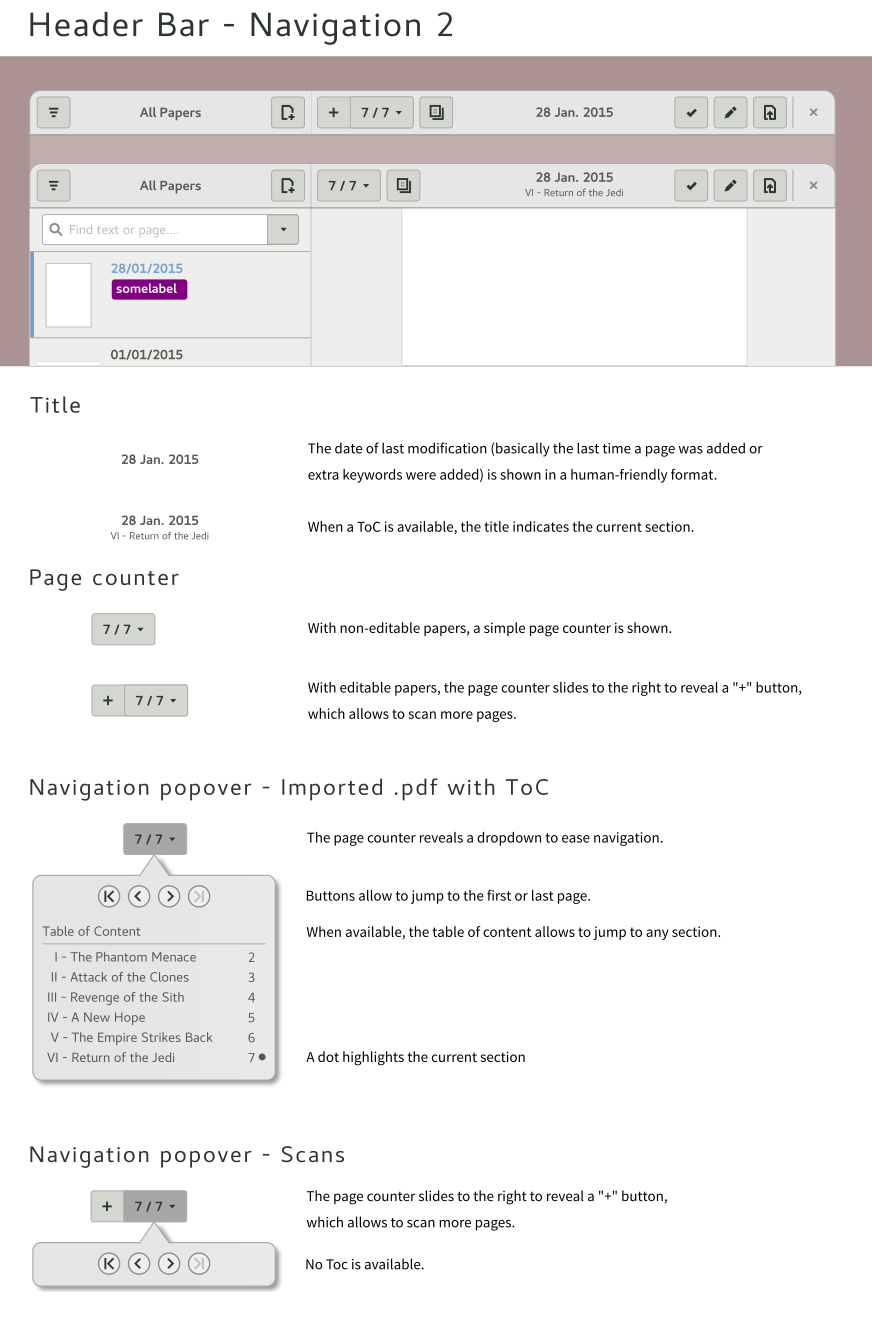 Header Bar - Navigation 2
All Papers
+ 7 / 7
28 Jan. 2015
All Papers
7 / 7
28 Jan. 2015
VI - Return of the Jedi
Find text or page....
28/01/2015
somelabel
01/01/2015
Title
28 Jan. 2015
The date of last modification (basically the last time a page was added or
extra keywords were added) is shown in a human-friendly format.
28 Jan. 2015
VI - Return of the Jedi
When a ToC is available, the title indicates the current section.
Page counter
7 / 7
With non-editable papers, a simple page counter is shown.
+ 7 / 7
With editable papers, the page counter slides to the right to reveal a "+" button,
which allows to scan more pages.
Navigation popover - Imported .pdf with ToC
7 / 7
The page counter reveals a dropdown to ease navigation.
Buttons allow to jump to the first or last page.
Table of Content
When available, the table of content allows to jump to any section.
I - The Phantom Menace 2
II - Attack of the Clones 3
III - Revenge of the Sith 4
IV - A New Hope 5
V - The Empire Strikes Back 6
VI - Return of the Jedi 7
A dot highlights the current section
Navigation popover - Scans
+ 7 / 7
The page counter slides to the right to reveal a "+" button,
which allows to scan more pages.
No Toc is available.